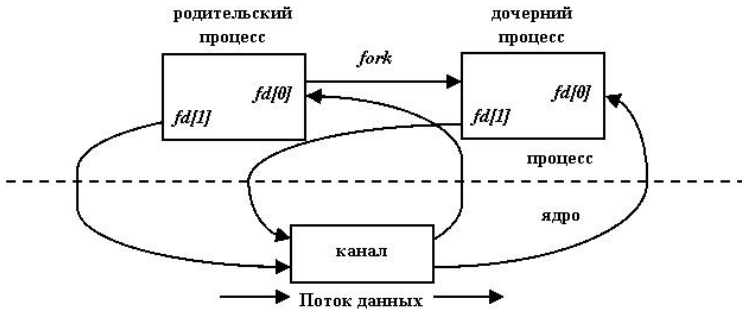 родительский
процесс
дочерний
процесс
fork
fd[0]
fd[1]
fd[0]
fd[1]
процесс
ядро
канал
Поток данных